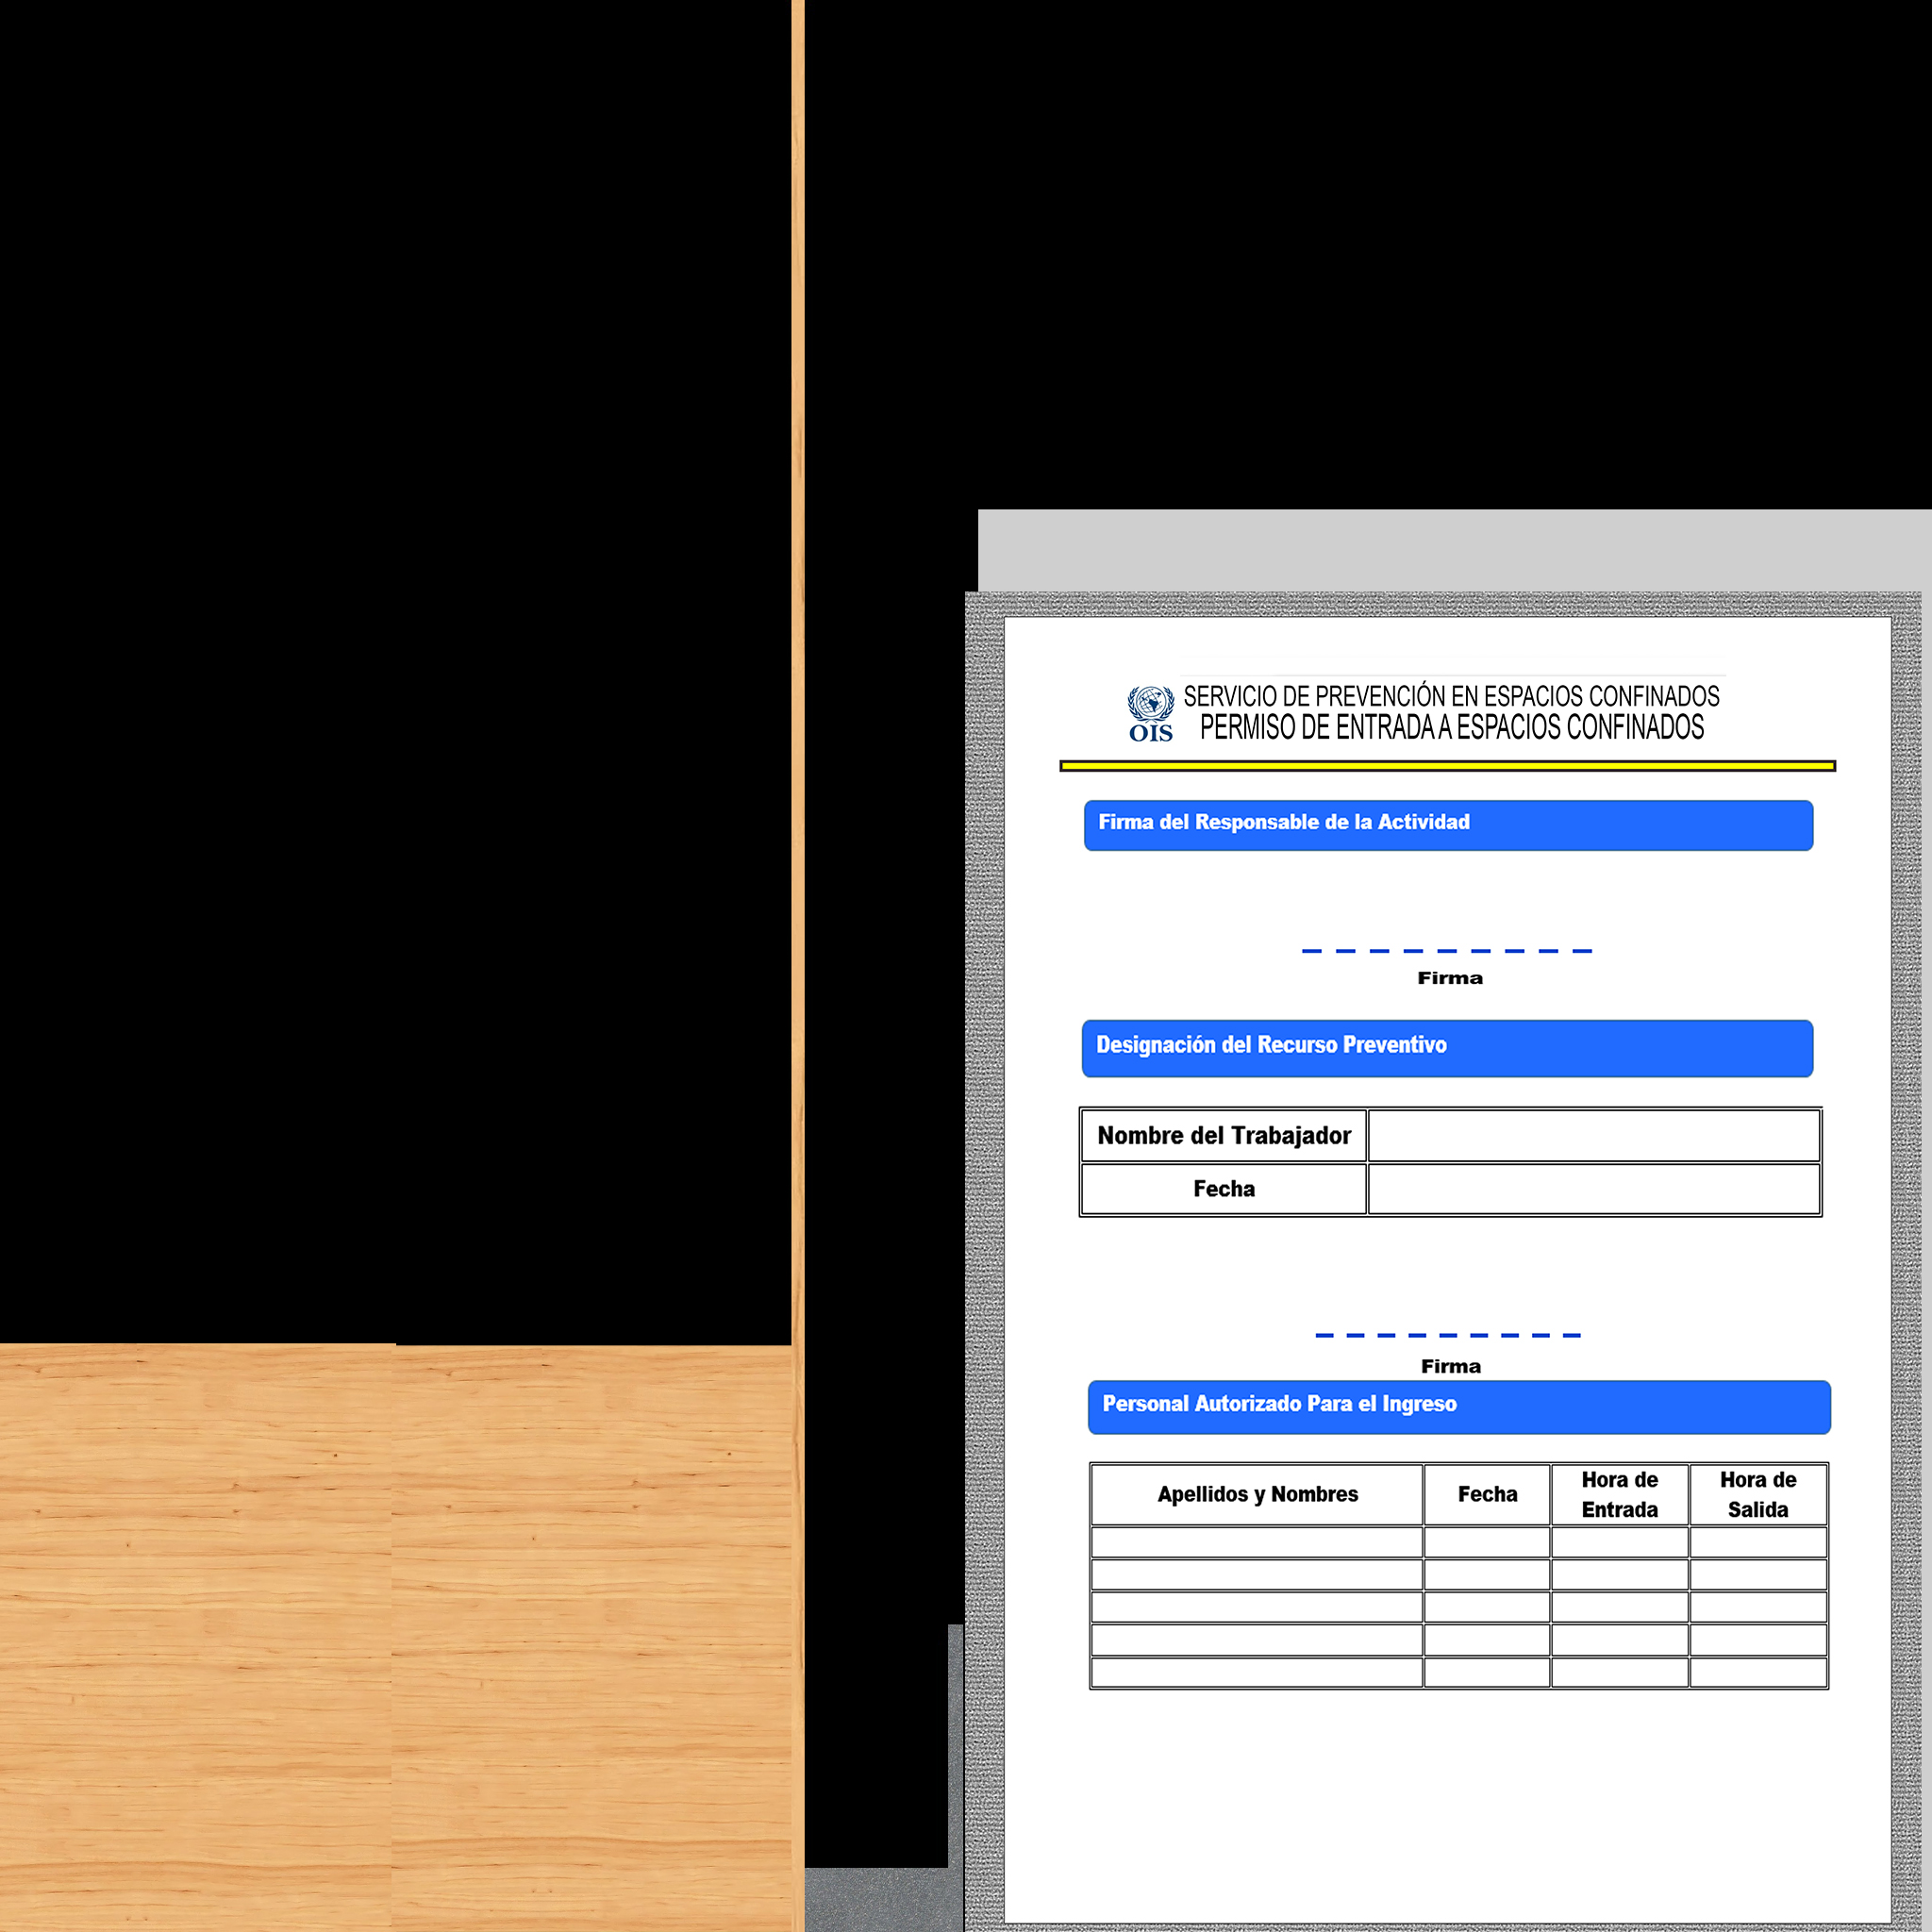 SERVICIO DE PREVENCIÓN EN ESPACIOS CONFINADOS
OIS PERMISO DE ENTRADA A ESPACIOS CONFINADOS
Firma del Responsable de la Actividad
Firma
Designación del Recurso Preventivo
Nombre del Trabajador
Fecha
Firma
Personal Autorizado Para el Ingreso
Apellidos y Nombres Fecha Hora de Entrada Hora de Salida